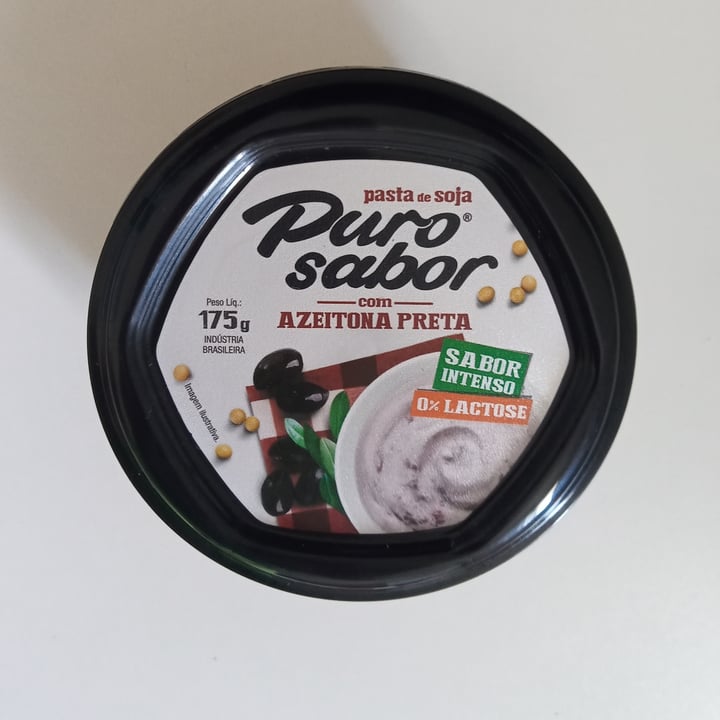 pasta de soja
Puro®
sabor
com
AZEITONA PRETA
Peso Líq.:
175g
INDÚSTRIA
BRASILEIRA
SABOR
INTENSO
0% LACTOSE
Imagem ilustrativa.